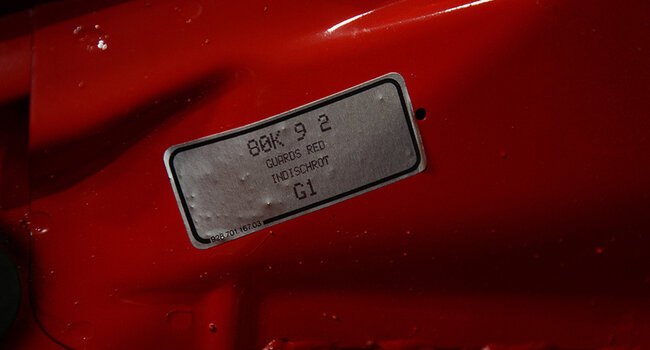 80K 9 2
GUARDS RED
INDISCHROT
G1
928 701 167.03